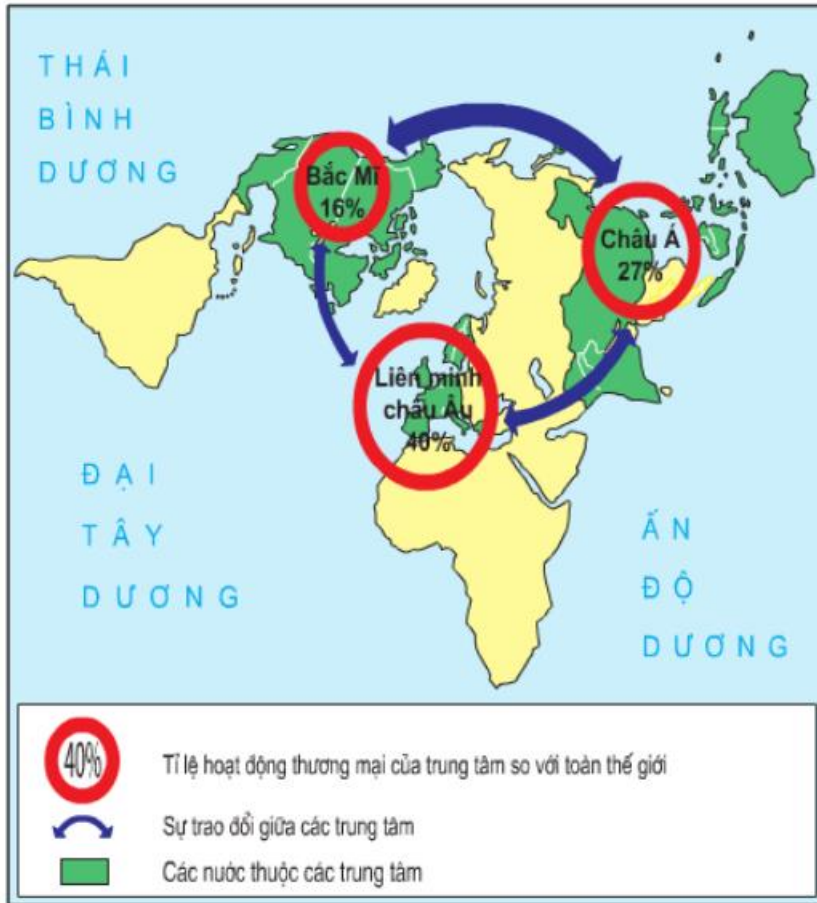 THÁI
BÌNH
DƯƠNG
Bắc Mĩ
16%
Châu Á
27%
Liên minh
châu Âu
40%
ĐẠI
TÂY
DƯƠNG
ẤN
ĐỘ
DƯƠNG
40%
Tỉ lệ hoạt động thương mại của trung tâm so với toàn thế giới
Sự trao đổi giữa các trung tâm
Các nước thuộc các trung tâm